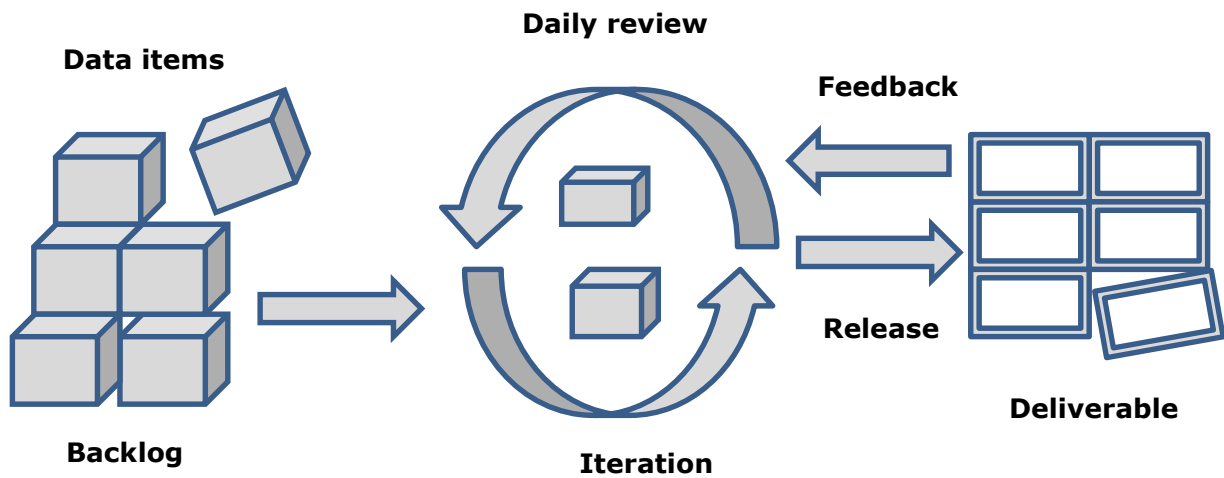 Daily review
Data items
Feedback
Release
Deliverable
Backlog
Iteration